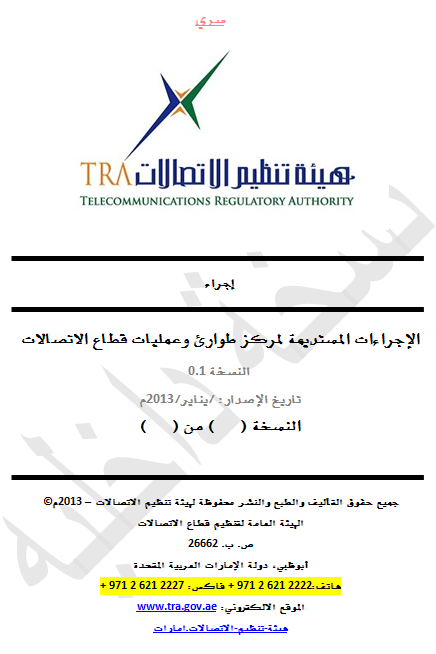 سري
هيئة تنظيم الاتصالات TRA
TELECOMMUNICATIONS REGULATORY AUTHORITY
إجراء
الإجراءات المستديمة لمركز طوارئ وعمليات قطاع الاتصالات
النسخة 0.1
تاريخ الإصدار: /يناير/2013م
النسخة ( ) من ( )
جميع حقوق التأليف والطبع والنشر محفوظة لهيئة تنظيم الاتصالات – 2013م©
الهيئة العامة لتنظيم قطاع الاتصالات
ص. ب. 26662
أبوظبي، دولة الإمارات العربية المتحدة
هاتف:2222 621 2 971 + فاكس: 2227 621 2 971 +
الموقع الالكتروني: www.tra.gov.ae
هيئة-تنظيم-الاتصالات.امارات
نسخة داخلية